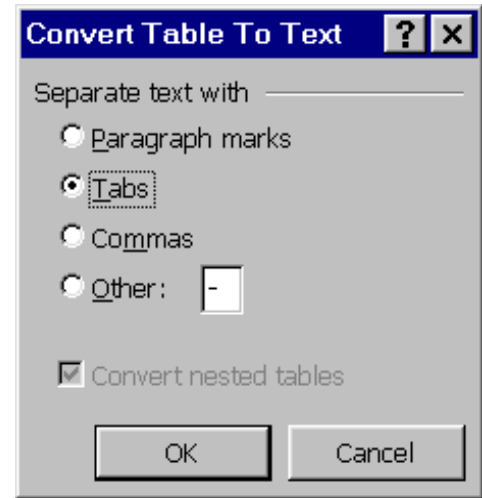 Convert Table To Text ? ×
Separate text with
Paragraph marks
Tabs
Commas
Other: -
Convert nested tables
OK Cancel